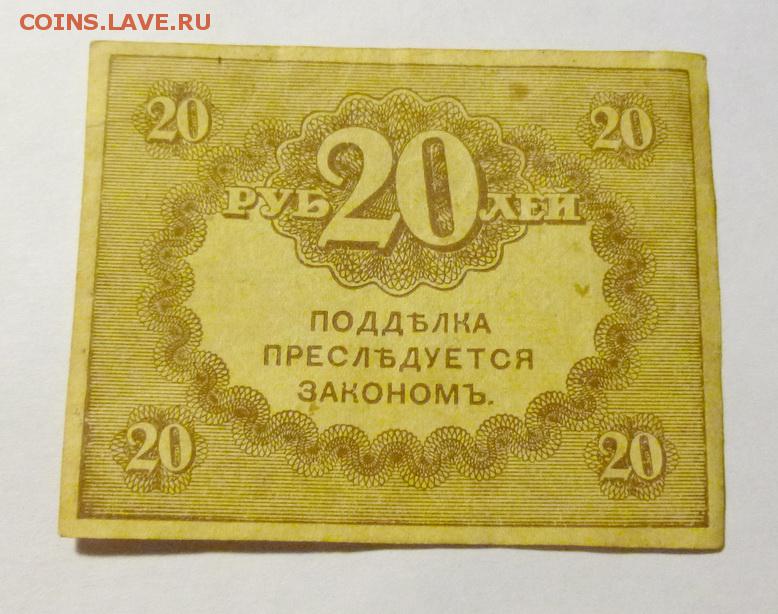 COINS.LAVE.RU
20 20
РУБ 20 ЛЕЙ
ПОДДѢЛКА
ПРЕСЛѢДУЕТСЯ
ЗАКОНОМЪ.
20 20